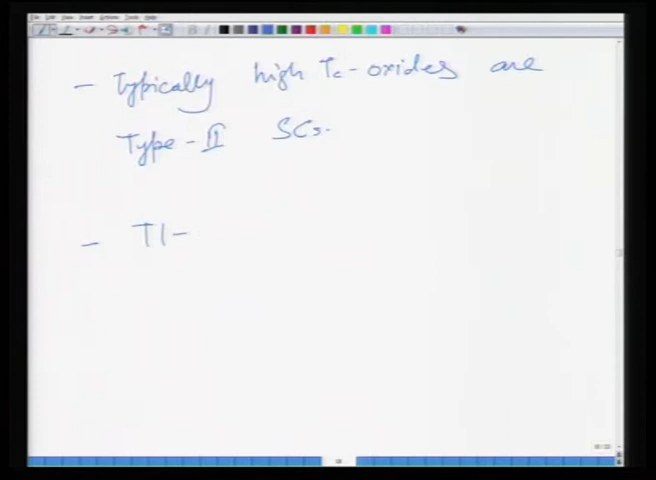 - Typically high Tc-oxides are
Type-II SCs.
- Tl-